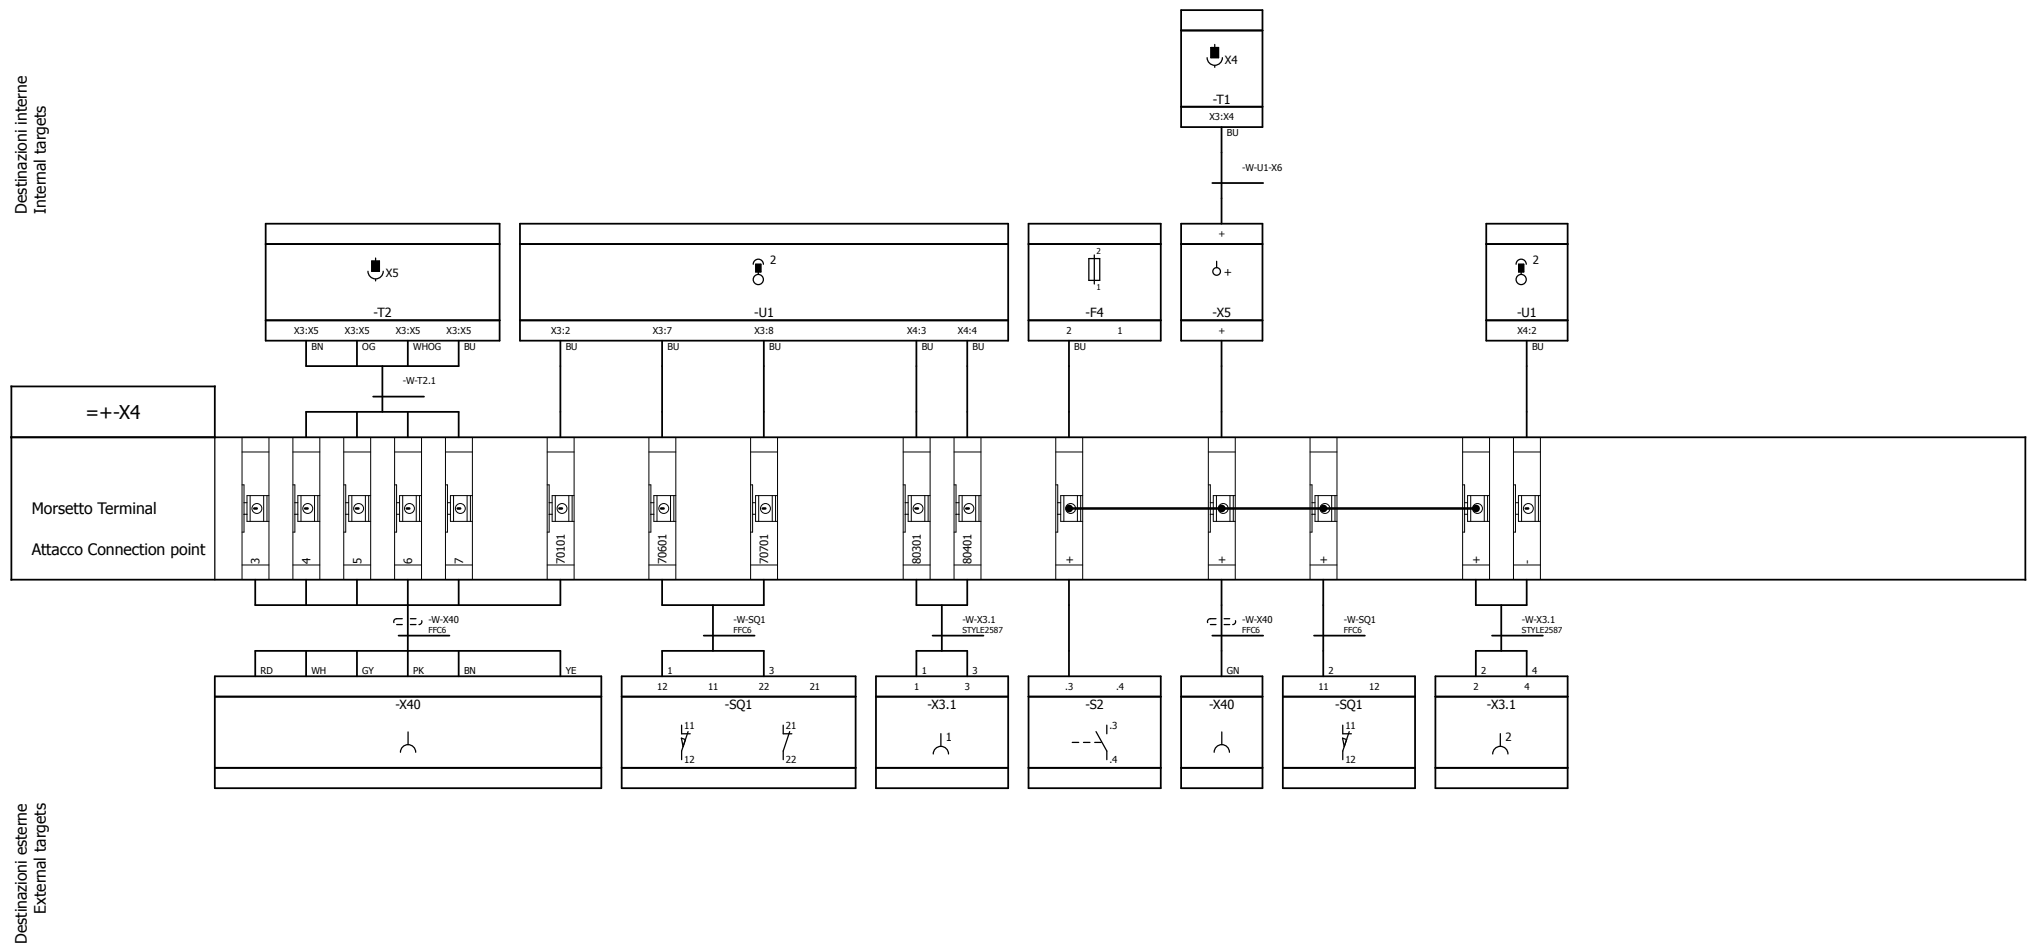 Destinazioni interne
Internal targets
X4
-T1
X3:X4
BU
-W-U1-X6
X5
-T2
X3:X5 X3:X5 X3:X5 X3:X5
BN OG WHOG BU
-W-T2.1
2
-U1
X3:2 X3:7 X3:8 X4:3 X4:4
BU BU BU BU BU
2
1
-F4
2 1
BU
+
+
-X5
+
2
-U1
X4:2
BU
=+-X4
Morsetto Terminal
Attacco Connection point
3 4 5 6 7 70101 70601 70701 80301 80401 + + + + -
-W-X40
FFC6
-W-SQ1
FFC6
-W-X3.1
STYLE2587
-W-X40
FFC6
-W-SQ1
FFC6
-W-X3.1
STYLE2587
RD WH GY PK BN YE
-X40
1 3
12 11 22 21
-SQ1
11 21
12 22
1 3
1 3
-X3.1
1
.3 .4
-S2
.3
.4
GN
-X40
2
11 12
-SQ1
11
12
2 4
2 4
-X3.1
2
Destinazioni esterne
External targets